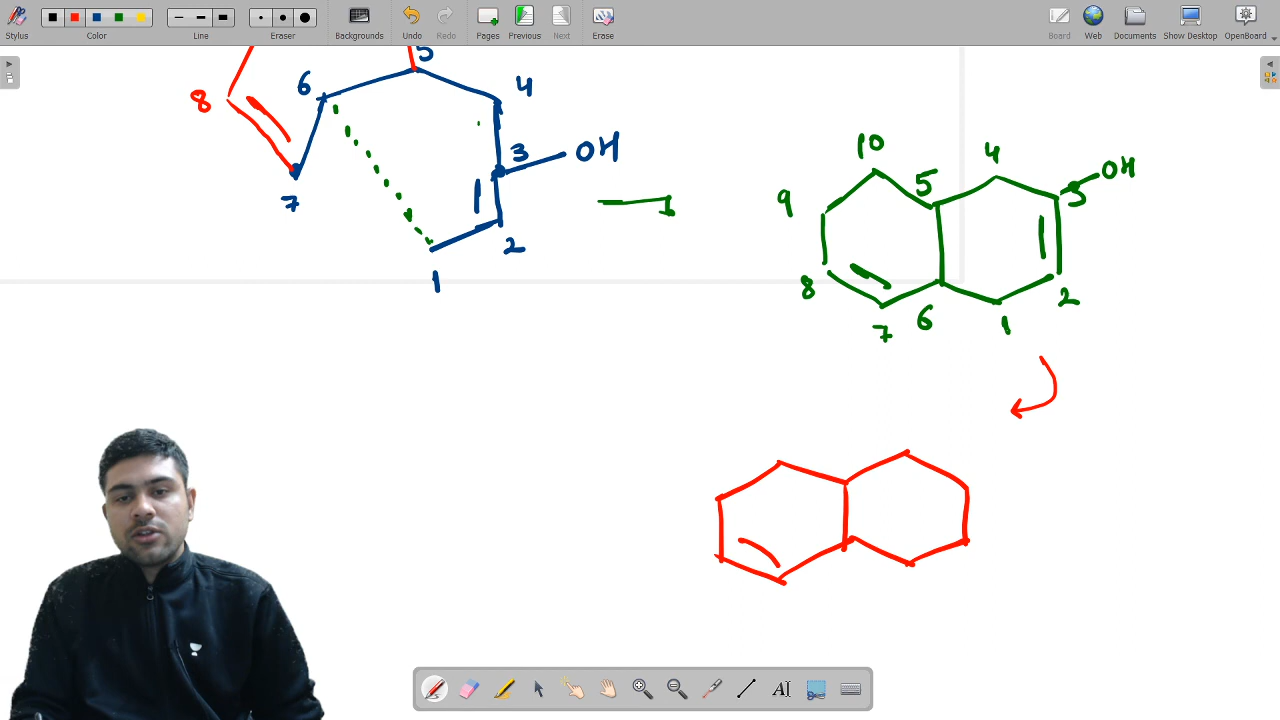 Stylus
Color
Line
Eraser
Backgrounds
Undo
Redo
Pages
Previous
Next
Erase
Board
Web
Documents
Show Desktop
OpenBoard
5
6
4
8
3
OH
7
2
1
10
4
OH
9
5
3
8
2
6
1
7
AI